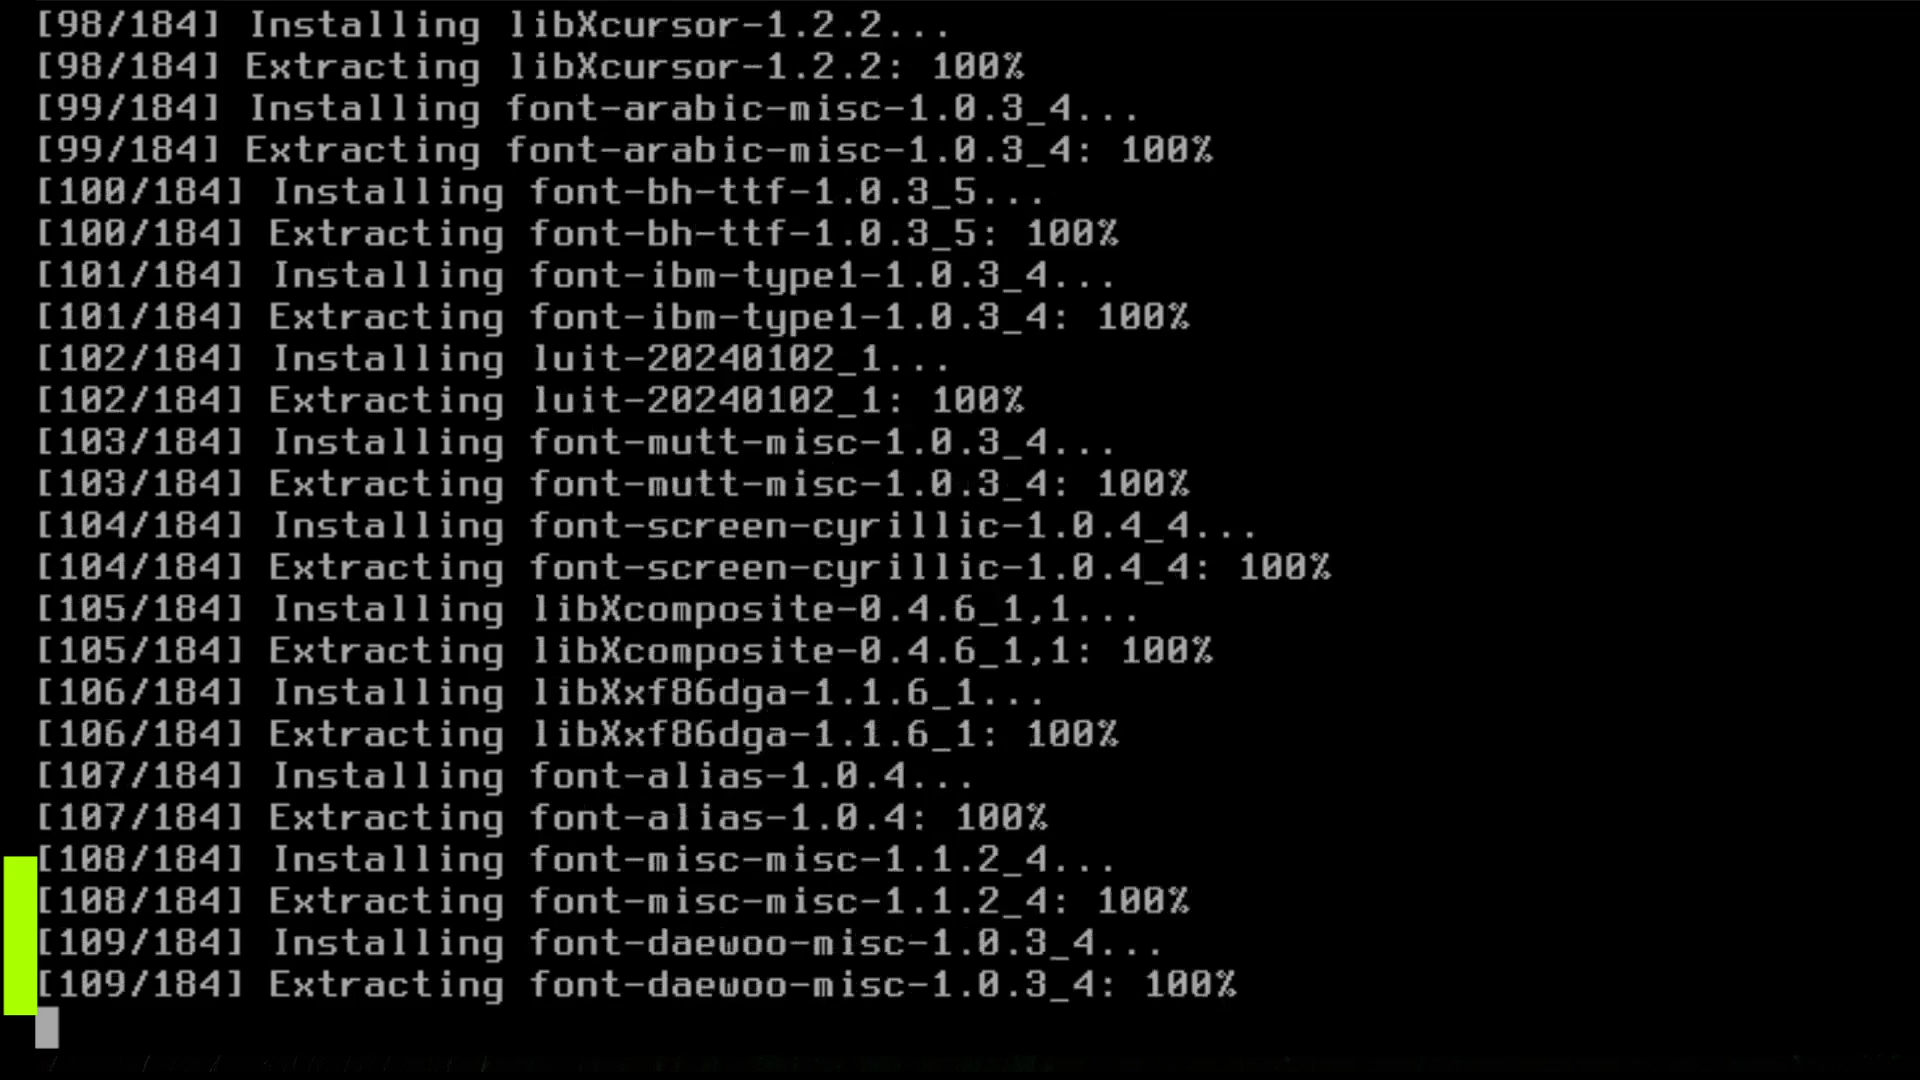 [98/184] Installing libXcursor-1.2.2...
[98/184] Extracting libXcursor-1.2.2: 100%
[99/184] Installing font-arabic-misc-1.0.3_4...
[99/184] Extracting font-arabic-misc-1.0.3_4: 100%
[100/184] Installing font-bh-ttf-1.0.3_5...
[100/184] Extracting font-bh-ttf-1.0.3_5: 100%
[101/184] Installing font-ibm-type1-1.0.3_4...
[101/184] Extracting font-ibm-type1-1.0.3_4: 100%
[102/184] Installing luit-20240102_1...
[102/184] Extracting luit-20240102_1: 100%
[103/184] Installing font-mutt-misc-1.0.3_4...
[103/184] Extracting font-mutt-misc-1.0.3_4: 100%
[104/184] Installing font-screen-cyrillic-1.0.4_4...
[104/184] Extracting font-screen-cyrillic-1.0.4_4: 100%
[105/184] Installing libXcomposite-0.4.6_1,1...
[105/184] Extracting libXcomposite-0.4.6_1,1: 100%
[106/184] Installing libXxf86dga-1.1.6_1...
[106/184] Extracting libXxf86dga-1.1.6_1: 100%
[107/184] Installing font-alias-1.0.4...
[107/184] Extracting font-alias-1.0.4: 100%
[108/184] Installing font-misc-misc-1.1.2_4...
[108/184] Extracting font-misc-misc-1.1.2_4: 100%
[109/184] Installing font-daewoo-misc-1.0.3_4...
[109/184] Extracting font-daewoo-misc-1.0.3_4: 100%